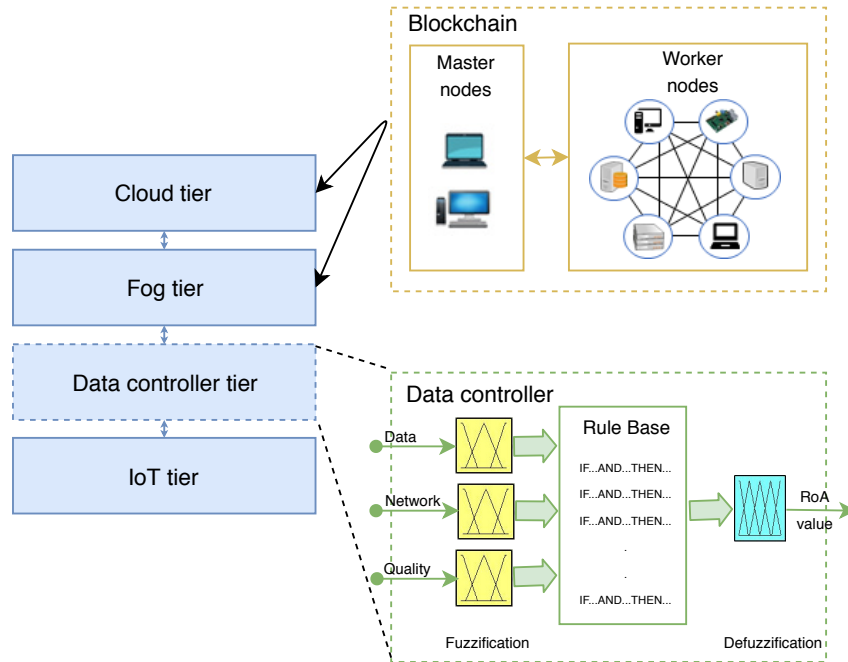 Blockchain
Master
nodes
Worker
nodes
Cloud tier
Fog tier
Data controller tier
IoT tier
Data controller
Data
Network
Quality
Rule Base
IF...AND...THEN...
IF...AND...THEN...
IF...AND...THEN...
.
.
IF...AND...THEN...
RoA
value
Fuzzification
Defuzzification